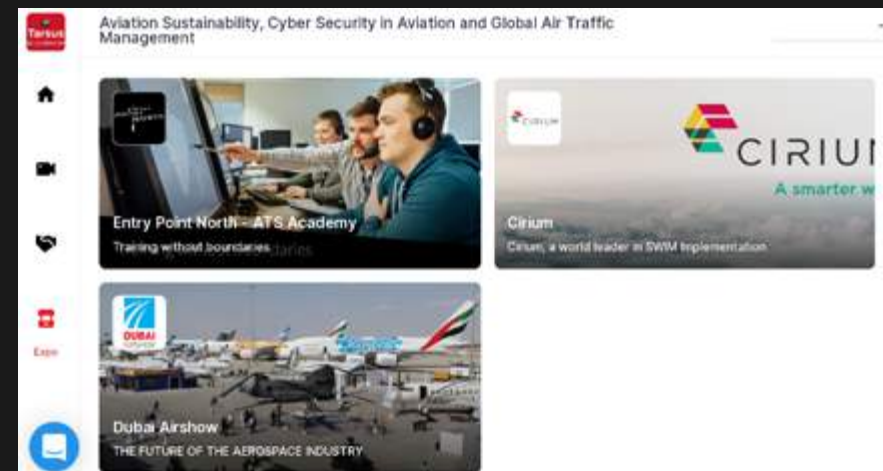 Tarsus
Aviation Sustainability, Cyber Security in Aviation and Global Air Traffic
Management
Entry Point North - ATS Academy
Training without boundaries
CIRIUM
CIRIU
A smarter w
Cirium
Cirium, a world leader in SWIM Implementation
Expo
DUBAI
Dubai Airshow
THE FUTURE OF THE AEROSPACE INDUSTRY